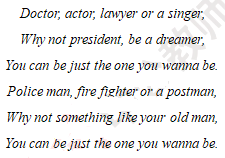 Doctor, actor, lawyer or a singer,
Why not president, be a dreamer,
You can be just the one you wanna be.
Police man, fire fighter or a postman,
Why not something like your old man,
You can be just the one you wanna be.